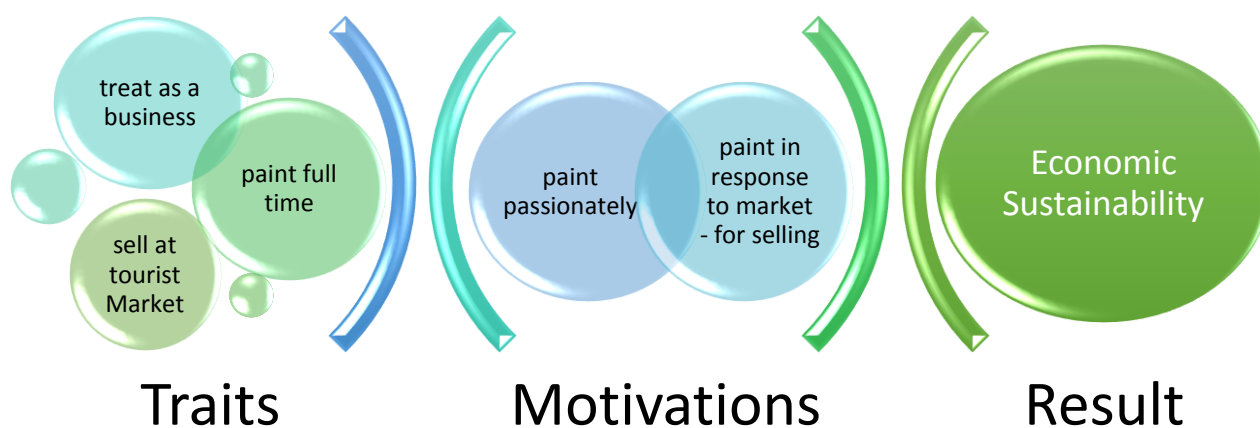 treat as a
business
paint full
time
sell at
tourist
Market
paint
passionately
paint in
response
to market
- for selling
Economic
Sustainability
Traits
Motivations
Result